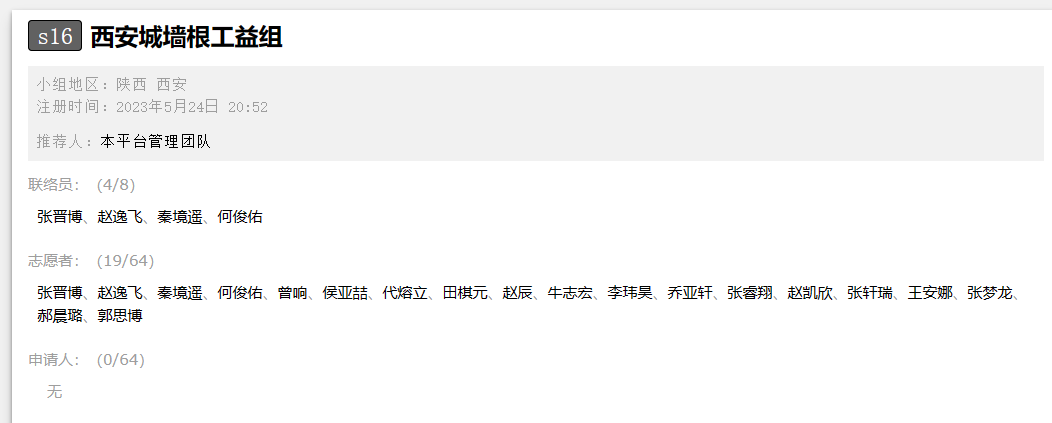 s16 西安城墙根工益组
小组地区：陕西 西安
注册时间：2023年5月24日 20:52
推荐人：本平台管理团队
联络员： (4/8)
张晋博、赵逸飞、秦境遥、何俊佑
志愿者： (19/64)
张晋博、赵逸飞、秦境遥、何俊佑、曾响、侯亚喆、代熔立、田棋元、赵辰、牛志宏、李玮昊、乔亚轩、张睿翔、赵凯欣、张轩瑞、王安娜、张梦龙、
郝晨璐、郭思博
申请人： (0/64)
无